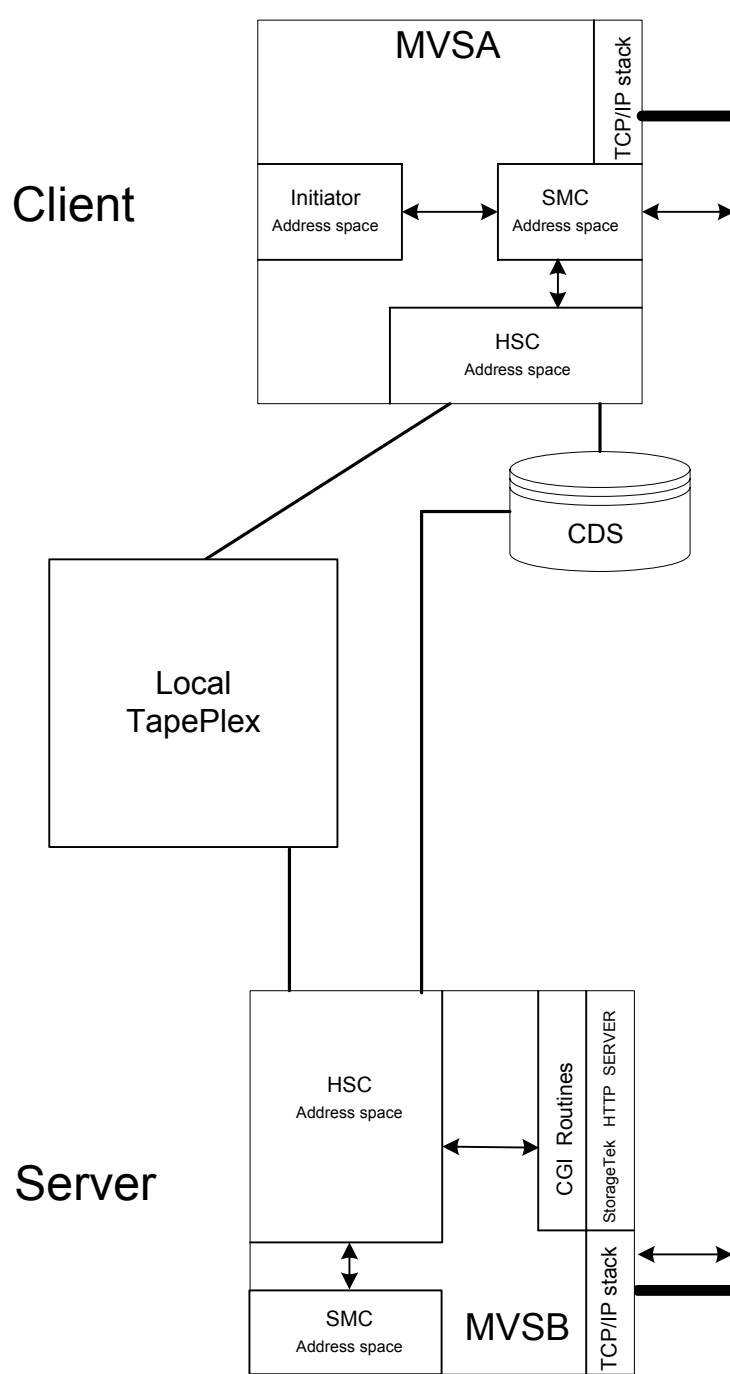 MVSA
TCP/IP stack
Client
Initiator
Address space
SMC
Address space
HSC
Address space
CDS
Local
TapePlex
HSC
Address space
CGI Routines
StorageTek HTTP SERVER
Server
SMC
Address space
MVSB
TCP/IP stack